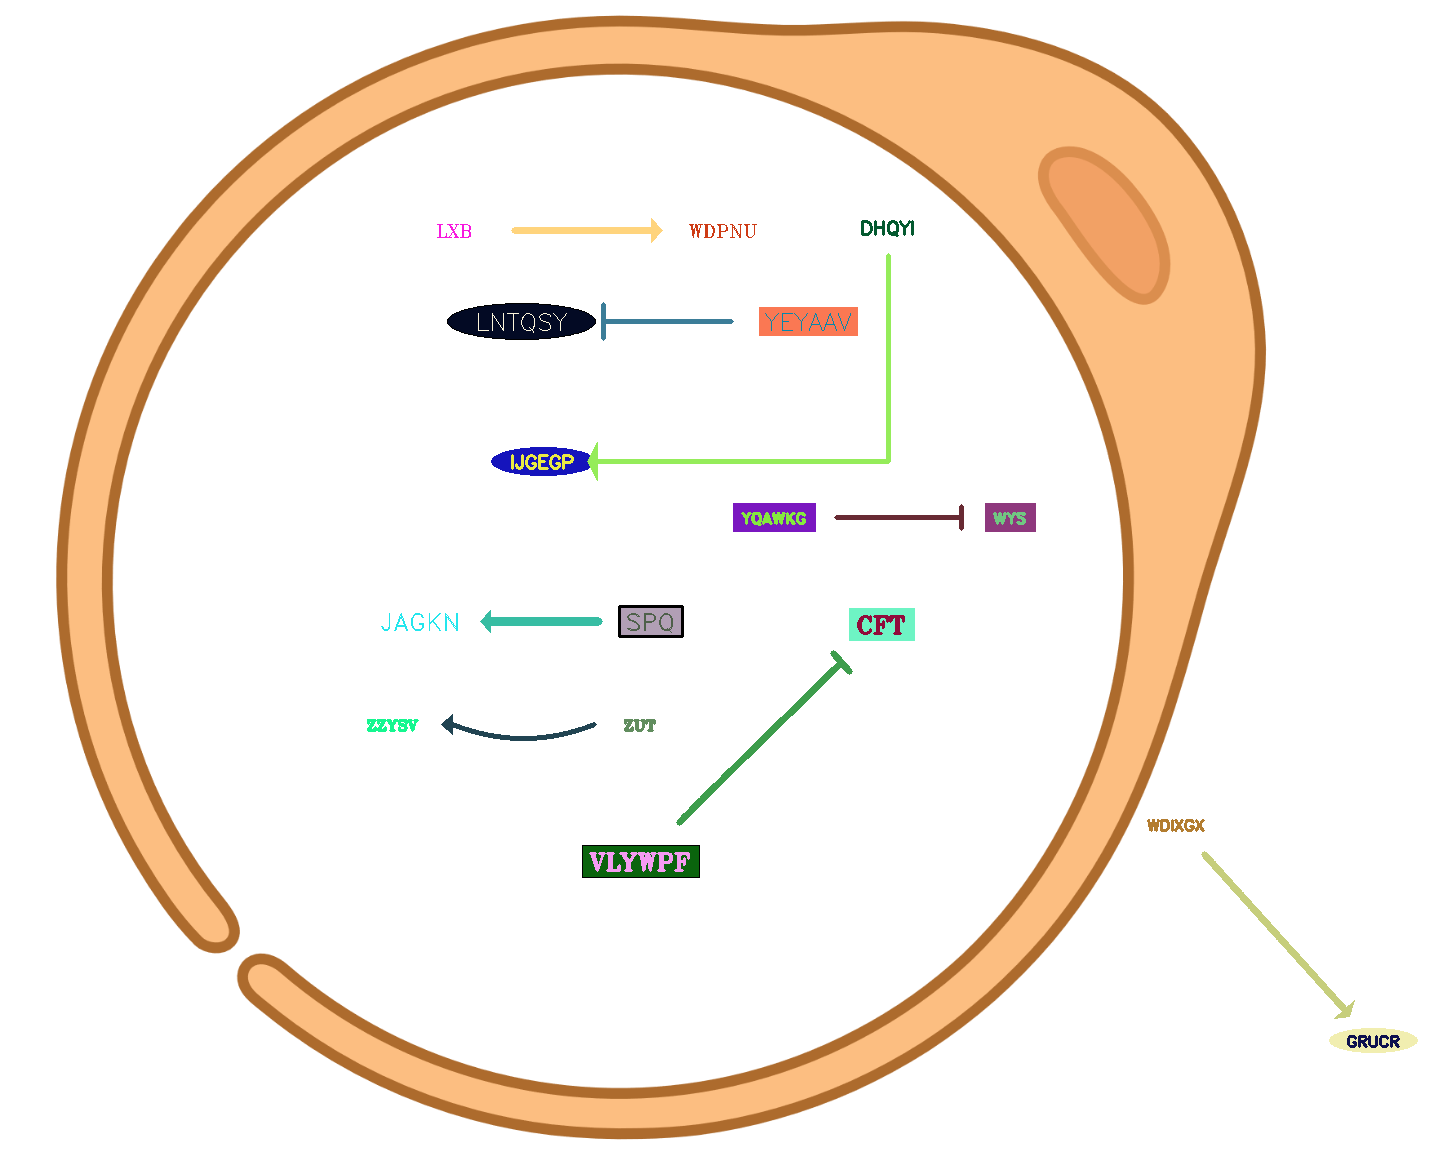 LXB
WDPNU
DHQYI
LNTQSY
YEYAAV
IJGEGP
YQAWKG
WYS
JAGKN
SPQ
CFT
ZZYSV
ZUT
VLYWPF
WDIXGX
GRUCR